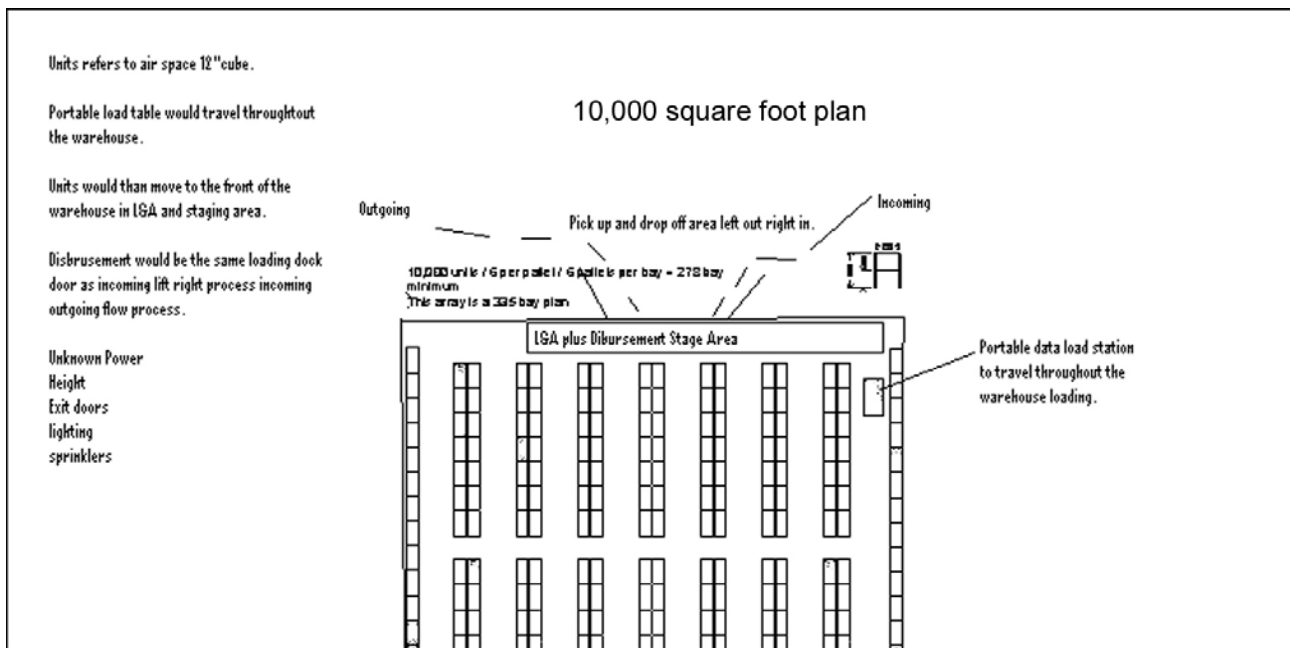 Units refers to air space 12"cube.
Portable load table would travel throughtout
the warehouse.
Units would than move to the front of the
warehouse in L&A and staging area.
Disbrusement would be the same loading dock
door as incoming lift right process incoming
outgoing flow process.
Unknown Power
Height
Exit doors
lighting
sprinklers
10,000 square foot plan
Outgoing
Incoming
Pick up and drop off area left out right in.
10,000 units / 6 per pallet / 6 pallets per bay = 278 bay
minimum
This array is a 335 bay plan
L&A plus Dibursement Stage Area
Portable data load station
to travel throughout the
warehouse loading.